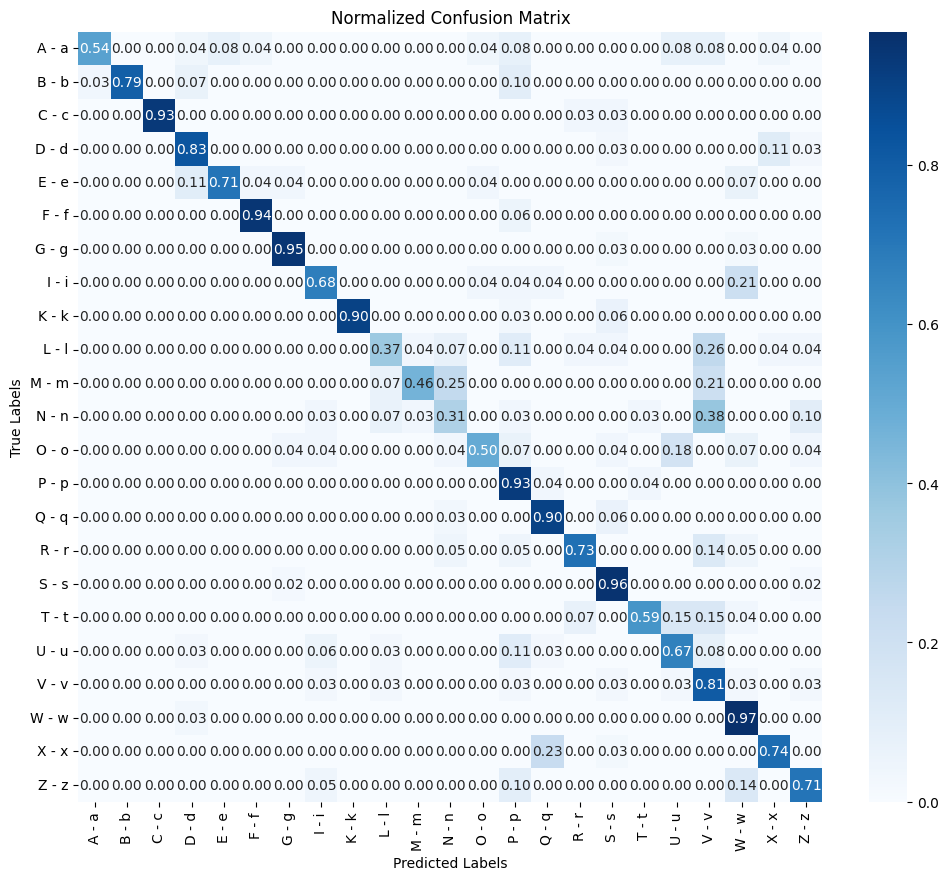 Normalized Confusion Matrix
A - a 0.54 0.00 0.00 0.04 0.08 0.04 0.00 0.00 0.00 0.00 0.00 0.00 0.04 0.08 0.00 0.00 0.00 0.00 0.08 0.08 0.00 0.04 0.00
B - b 0.03 0.79 0.00 0.07 0.00 0.00 0.00 0.00 0.00 0.00 0.00 0.00 0.00 0.10 0.00 0.00 0.00 0.00 0.00 0.00 0.00 0.00 0.00
C - c 0.00 0.00 0.93 0.00 0.00 0.00 0.00 0.00 0.00 0.00 0.00 0.00 0.00 0.00 0.00 0.03 0.03 0.00 0.00 0.00 0.00 0.00 0.00
D - d 0.00 0.00 0.00 0.83 0.00 0.00 0.00 0.00 0.00 0.00 0.00 0.00 0.00 0.00 0.00 0.00 0.03 0.00 0.00 0.00 0.00 0.11 0.03
E - e 0.00 0.00 0.00 0.11 0.71 0.04 0.04 0.00 0.00 0.00 0.00 0.00 0.04 0.00 0.00 0.00 0.00 0.00 0.00 0.00 0.07 0.00 0.00
F - f 0.00 0.00 0.00 0.00 0.00 0.94 0.00 0.00 0.00 0.00 0.00 0.00 0.00 0.06 0.00 0.00 0.00 0.00 0.00 0.00 0.00 0.00 0.00
G - g 0.00 0.00 0.00 0.00 0.00 0.00 0.95 0.00 0.00 0.00 0.00 0.00 0.00 0.00 0.00 0.00 0.03 0.00 0.00 0.00 0.03 0.00 0.00
I - i 0.00 0.00 0.00 0.00 0.00 0.00 0.00 0.68 0.00 0.00 0.00 0.00 0.04 0.04 0.04 0.00 0.00 0.00 0.00 0.00 0.21 0.00 0.00
K - k 0.00 0.00 0.00 0.00 0.00 0.00 0.00 0.00 0.90 0.00 0.00 0.00 0.00 0.03 0.00 0.00 0.06 0.00 0.00 0.00 0.00 0.00 0.00
L - l 0.00 0.00 0.00 0.00 0.00 0.00 0.00 0.00 0.00 0.37 0.04 0.07 0.00 0.11 0.00 0.04 0.04 0.00 0.00 0.26 0.00 0.04 0.04
M - m 0.00 0.00 0.00 0.00 0.00 0.00 0.00 0.00 0.00 0.07 0.46 0.25 0.00 0.00 0.00 0.00 0.00 0.00 0.00 0.21 0.00 0.00 0.00
N - n 0.00 0.00 0.00 0.00 0.00 0.00 0.00 0.03 0.00 0.07 0.03 0.31 0.00 0.03 0.00 0.00 0.00 0.03 0.00 0.38 0.00 0.00 0.10
O - o 0.00 0.00 0.00 0.00 0.00 0.00 0.04 0.04 0.00 0.00 0.00 0.04 0.50 0.07 0.00 0.00 0.04 0.00 0.18 0.00 0.07 0.00 0.04
P - p 0.00 0.00 0.00 0.00 0.00 0.00 0.00 0.00 0.00 0.00 0.00 0.00 0.00 0.93 0.04 0.00 0.00 0.04 0.00 0.00 0.00 0.00 0.00
Q - q 0.00 0.00 0.00 0.00 0.00 0.00 0.00 0.00 0.00 0.00 0.00 0.03 0.00 0.00 0.90 0.00 0.06 0.00 0.00 0.00 0.00 0.00 0.00
R - r 0.00 0.00 0.00 0.00 0.00 0.00 0.00 0.00 0.00 0.00 0.00 0.05 0.00 0.05 0.00 0.73 0.00 0.00 0.00 0.14 0.05 0.00 0.00
S - s 0.00 0.00 0.00 0.00 0.00 0.00 0.02 0.00 0.00 0.00 0.00 0.00 0.00 0.00 0.00 0.00 0.96 0.00 0.00 0.00 0.00 0.00 0.02
T - t 0.00 0.00 0.00 0.00 0.00 0.00 0.00 0.00 0.00 0.00 0.00 0.00 0.00 0.00 0.00 0.07 0.00 0.59 0.15 0.15 0.04 0.00 0.00
U - u 0.00 0.00 0.00 0.03 0.00 0.00 0.00 0.06 0.00 0.03 0.00 0.00 0.00 0.11 0.03 0.00 0.00 0.00 0.67 0.08 0.00 0.00 0.00
V - v 0.00 0.00 0.00 0.00 0.00 0.00 0.00 0.03 0.00 0.03 0.00 0.00 0.00 0.03 0.00 0.00 0.03 0.00 0.03 0.81 0.03 0.00 0.03
W - w 0.00 0.00 0.00 0.03 0.00 0.00 0.00 0.00 0.00 0.00 0.00 0.00 0.00 0.00 0.00 0.00 0.00 0.00 0.00 0.00 0.97 0.00 0.00
X - x 0.00 0.00 0.00 0.00 0.00 0.00 0.00 0.00 0.00 0.00 0.00 0.00 0.00 0.00 0.23 0.00 0.03 0.00 0.00 0.00 0.00 0.74 0.00
Z - z 0.00 0.00 0.00 0.00 0.00 0.00 0.00 0.05 0.00 0.00 0.00 0.00 0.00 0.10 0.00 0.00 0.00 0.00 0.00 0.00 0.14 0.00 0.71
A - a B - b C - c D - d E - e F - f G - g I - i K - k L - l M - m N - n O - o P - p Q - q R - r S - s T - t U - u V - v W - w X - x Z - z
Predicted Labels
True Labels
0.8
0.6
0.4
0.2
0.0